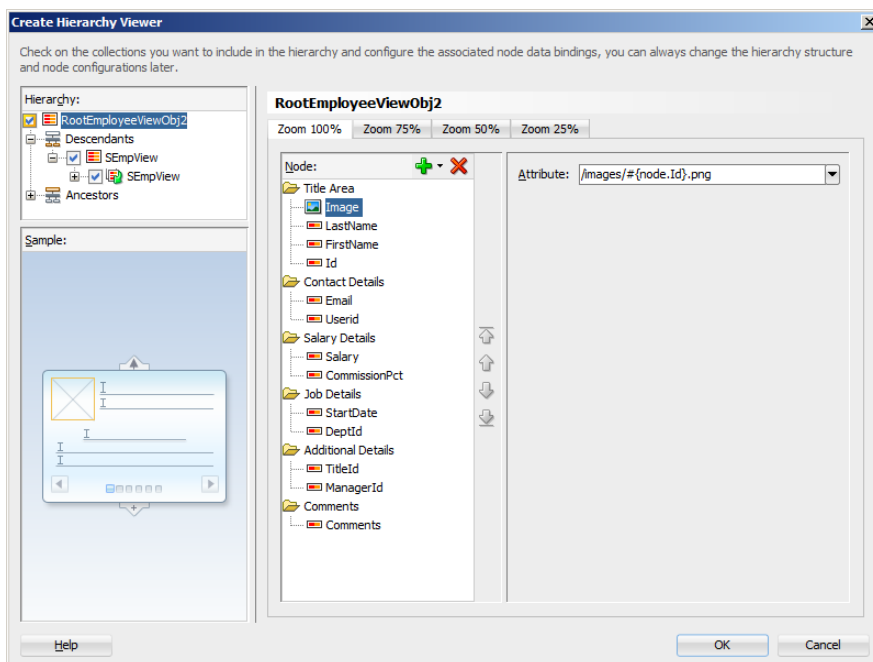 Create Hierarchy Viewer
Check on the collections you want to include in the hierarchy and configure the associated node data bindings, you can always change the hierarchy structure
and node configurations later.
Hierarchy:
RootEmployeeViewObj2
Descendants
SEmpView
SEmpView
Ancestors
Sample:
RootEmployeeViewObj2
Zoom 100% Zoom 75% Zoom 50% Zoom 25%
Node:
Title Area
Image
LastName
FirstName
Id
Contact Details
Email
Userid
Salary Details
Salary
CommissionPct
Job Details
StartDate
DeptId
Additional Details
TitleId
ManagerId
Comments
Comments
Attribute: /images/#{node.Id}.png
Help
OK
Cancel